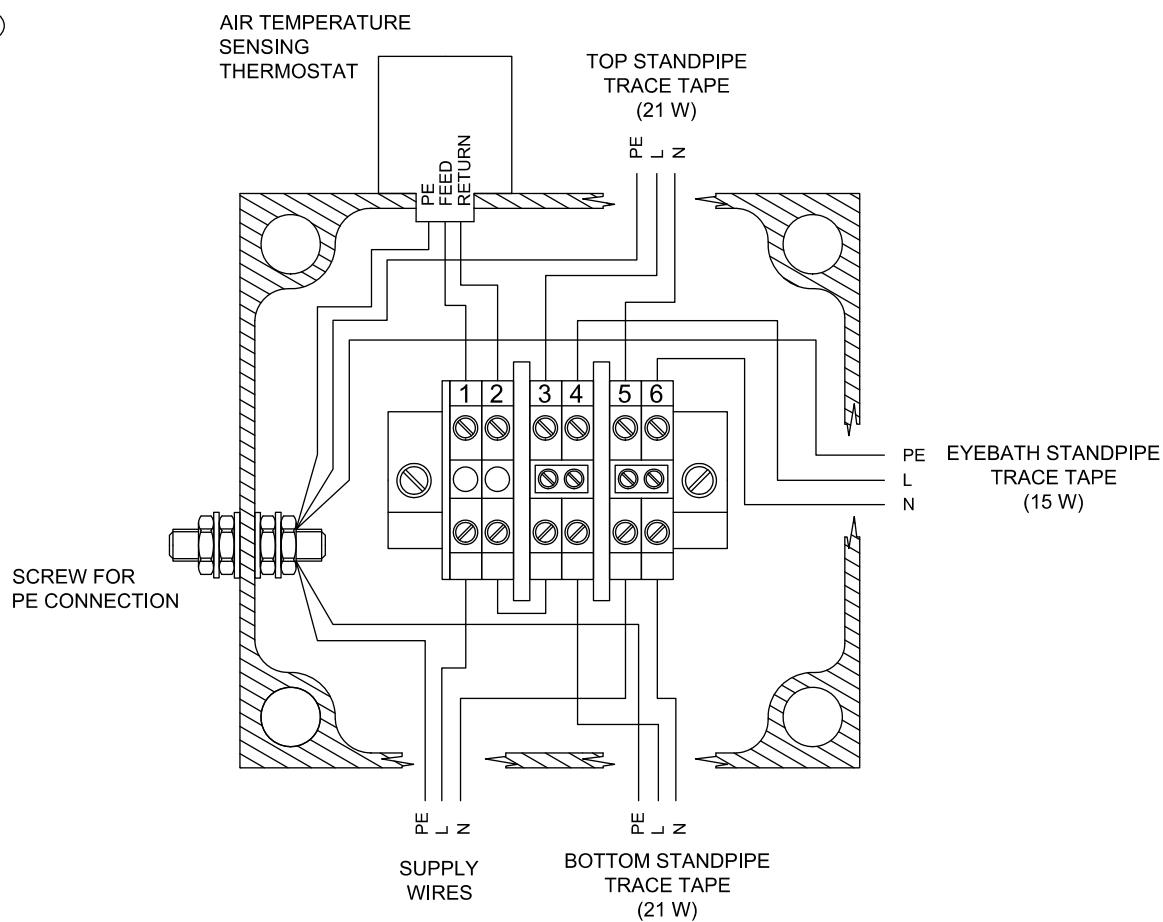 AIR TEMPERATURE
SENSING
THERMOSTAT
TOP STANDPIPE
TRACE TAPE
(21 W)
PE
L
N
PE
FEED
RETURN
1
2
3
4
5
6
PE
L
N
EYEBATH STANDPIPE
TRACE TAPE
(15 W)
SCREW FOR
PE CONNECTION
PE
L
N
SUPPLY
WIRES
PE
L
N
BOTTOM STANDPIPE
TRACE TAPE
(21 W)